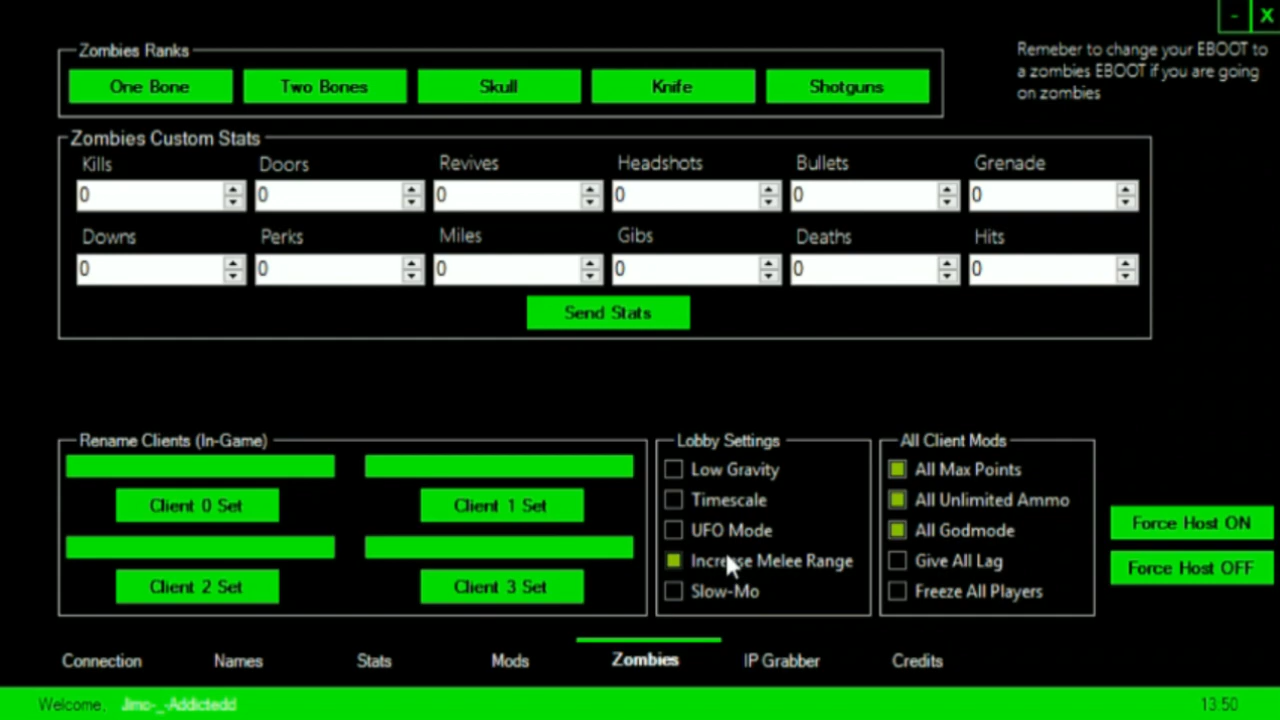 - X
Zombies Ranks
One Bone Two Bones Skull Knife Shotguns
Remeber to change your EBOOT to
a zombies EBOOT if you are going
on zombies
Zombies Custom Stats
Kills Doors Revives Headshots Bullets Grenade
0 0 0 0 0 0
Downs Perks Miles Gibs Deaths Hits
0 0 0 0 0 0
Send Stats
Rename Clients (In-Game)
Client 0 Set Client 1 Set
Client 2 Set Client 3 Set
Lobby Settings
Low Gravity
Timescale
UFO Mode
Increase Melee Range
Slow-Mo
All Client Mods
All Max Points
All Unlimited Ammo
All Godmode
Give All Lag
Freeze All Players
Force Host ON
Force Host OFF
Connection Names Stats Mods Zombies IP Grabber Credits
Welcome, Jimo-_-Addictedd 13:50